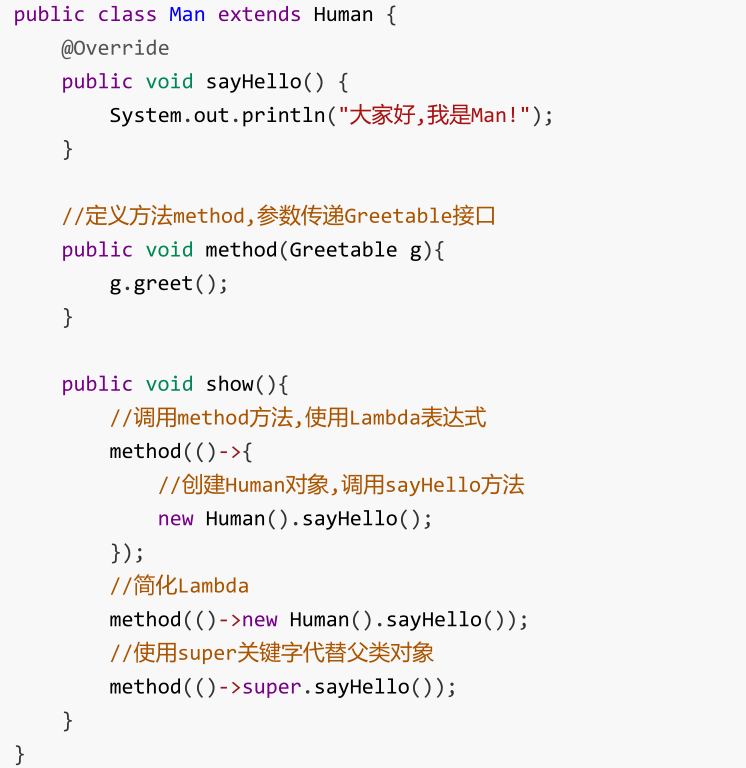 public class Man extends Human {
    @Override
    public void sayHello() {
        System.out.println("大家好,我是Man!");
    }

    //定义方法method,参数传递Greetable接口
    public void method(Greetable g){
        g.greet();
    }

    public void show(){
        //调用method方法,使用Lambda表达式
        method(()->{
            //创建Human对象,调用sayHello方法
            new Human().sayHello();
        });
        //简化Lambda
        method(()->new Human().sayHello());
        //使用super关键字代替父类对象
        method(()->super.sayHello());
    }
}